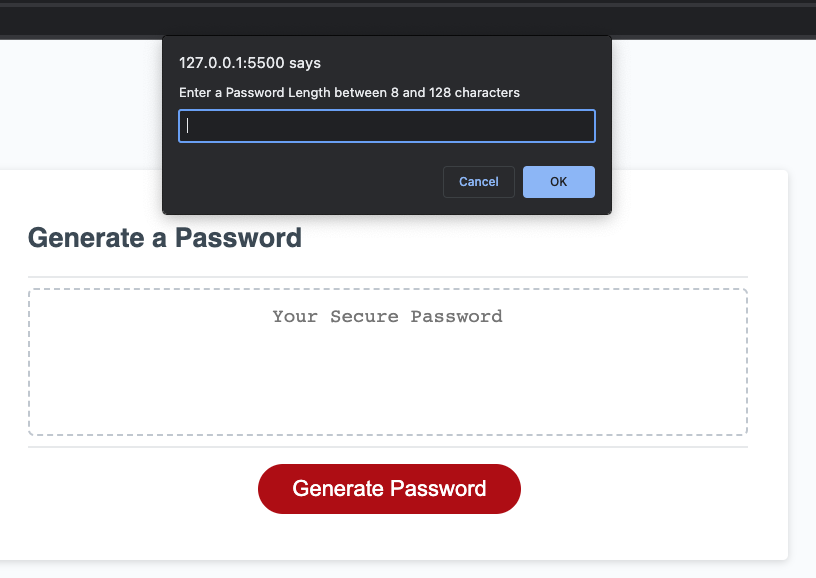 127.0.0.1:5500 says
Enter a Password Length between 8 and 128 characters
Cancel OK
Generate a Password
Your Secure Password
Generate Password